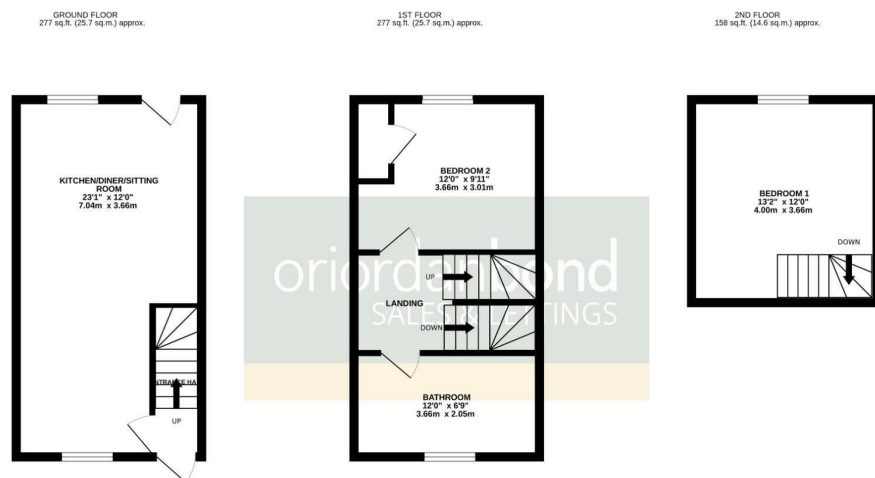 GROUND FLOOR
277 sq.ft. (25.7 sq.m.) approx.
1ST FLOOR
277 sq.ft. (25.7 sq.m.) approx.
2ND FLOOR
158 sq.ft. (14.6 sq.m.) approx.
KITCHEN/DINER/SITTING
ROOM
23'1" x 12'0"
7.04m x 3.66m
UP
BEDROOM 2
12'0" x 9'11"
3.66m x 3.01m
UP
LANDING
DOWN
BATHROOM
12'0" x 6'9"
3.66m x 2.05m
BEDROOM 1
13'2" x 12'0"
4.00m x 3.66m
DOWN
oriordanbond
SALES & LETTINGS